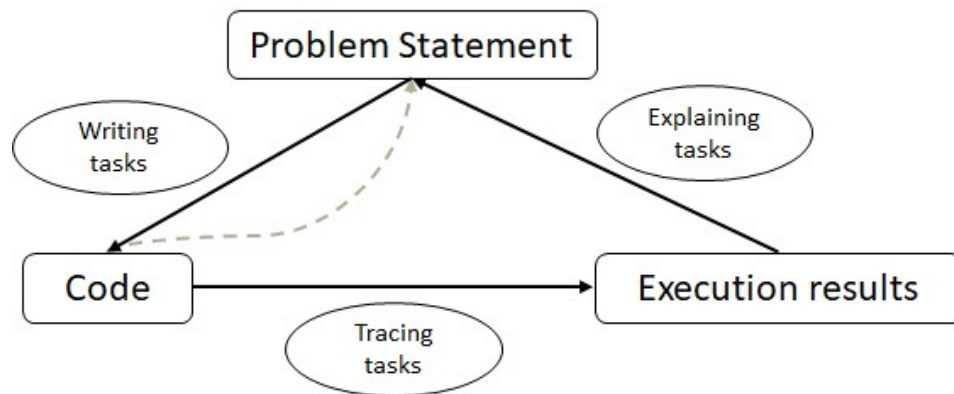 Problem Statement
Writing
tasks
Explaining
tasks
Code
Execution results
Tracing
tasks